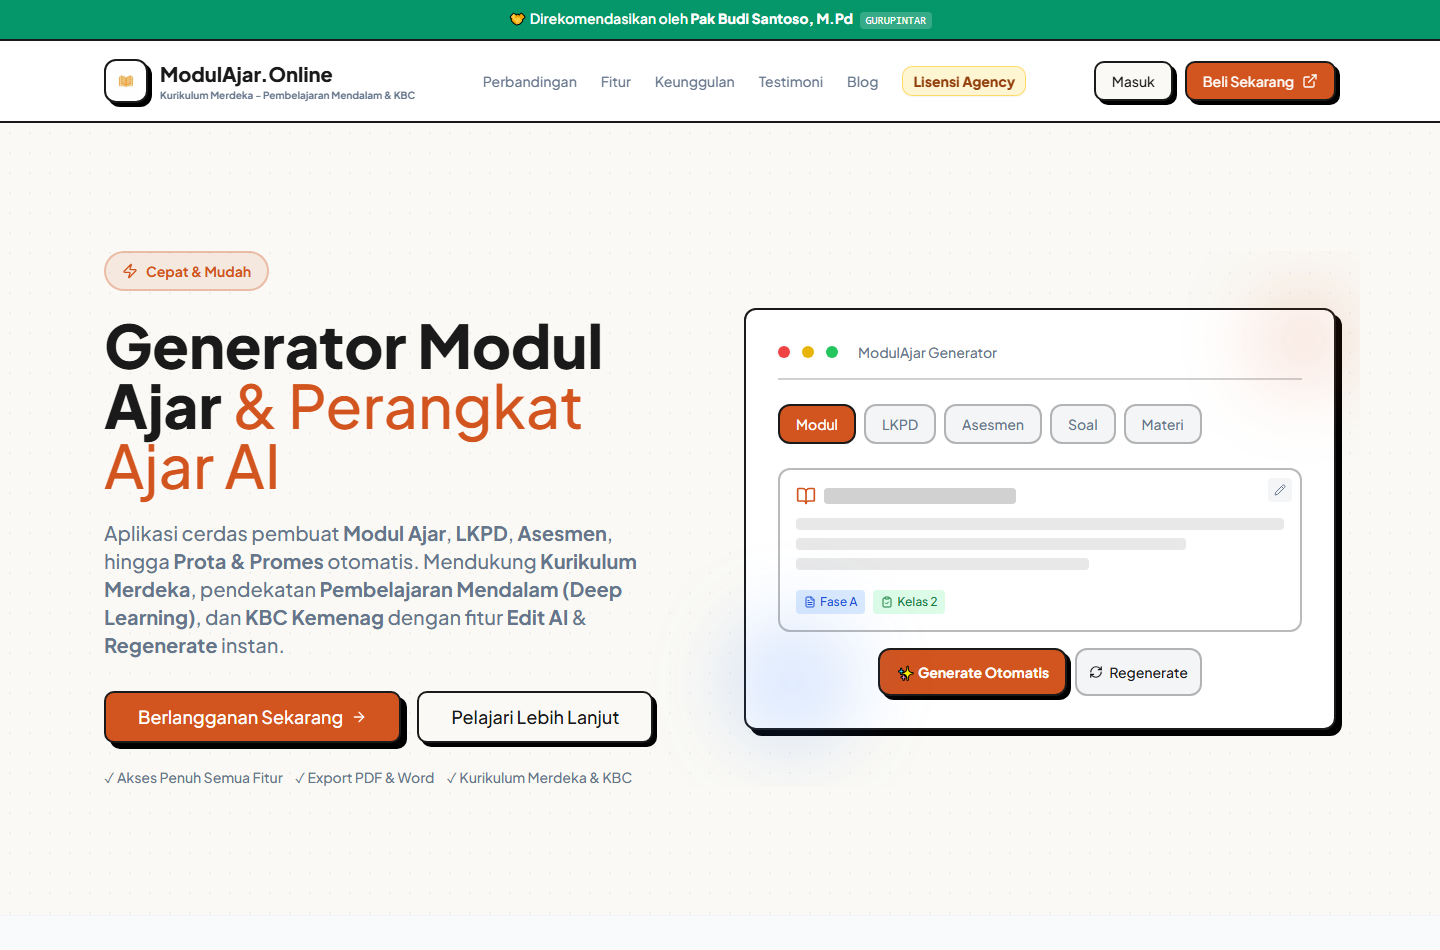 🧡 Direkomendasikan oleh Pak Budi Santoso, M.Pd GURUPINTAR
ModulAjar.Online
Kurikulum Merdeka – Pembelajaran Mendalam & KBC
Perbandingan Fitur Keunggulan Testimoni Blog Lisensi Agency
Masuk Beli Sekarang
Cepat & Mudah
Generator Modul
Ajar & Perangkat
Ajar AI
Aplikasi cerdas pembuat Modul Ajar, LKPD, Asesmen,
hingga Prota & Promes otomatis. Mendukung Kurikulum
Merdeka, pendekatan Pembelajaran Mendalam (Deep
Learning), dan KBC Kemenag dengan fitur Edit AI &
Regenerate instan.
Berlangganan Sekarang → Pelajari Lebih Lanjut
✓ Akses Penuh Semua Fitur ✓ Export PDF & Word ✓ Kurikulum Merdeka & KBC
ModulAjar Generator
Modul LKPD Asesmen Soal Materi
Fase A Kelas 2
✨ Generate Otomatis Regenerate